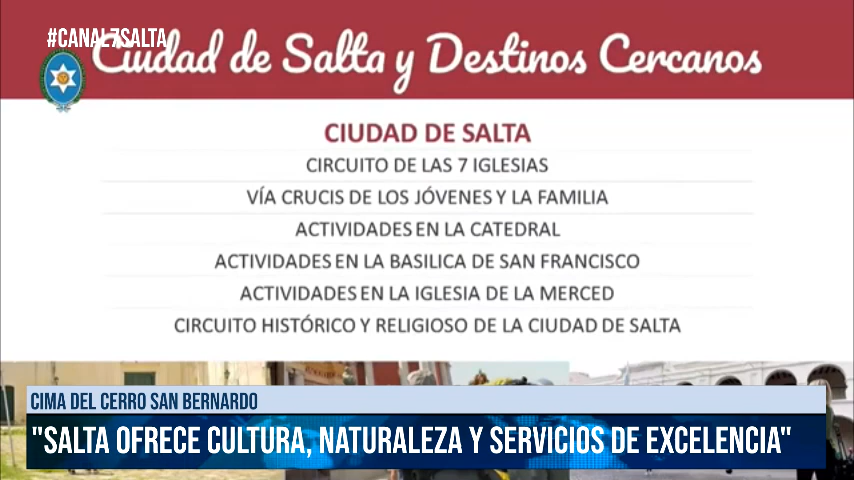 #CANAL7SALTA
Ciudad de Salta y Destinos Cercanos
CIUDAD DE SALTA
CIRCUITO DE LAS 7 IGLESIAS
VÍA CRUCIS DE LOS JÓVENES Y LA FAMILIA
ACTIVIDADES EN LA CATEDRAL
ACTIVIDADES EN LA BASILICA DE SAN FRANCISCO
ACTIVIDADES EN LA IGLESIA DE LA MERCED
CIRCUITO HISTÓRICO Y RELIGIOSO DE LA CIUDAD DE SALTA
CIMA DEL CERRO SAN BERNARDO
"SALTA OFRECE CULTURA, NATURALEZA Y SERVICIOS DE EXCELENCIA"